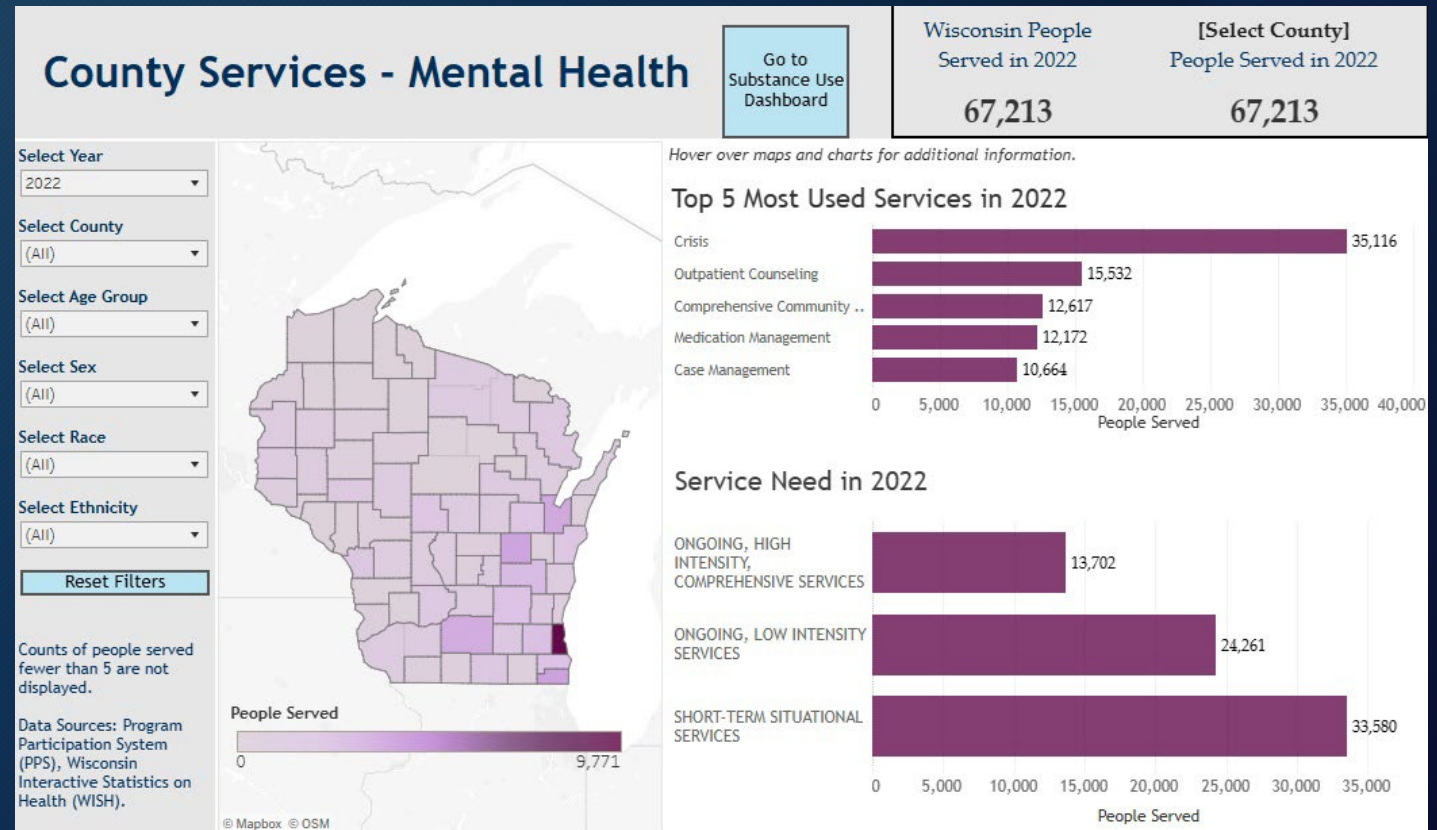 County Services - Mental Health
Go to
Substance Use
Dashboard
Wisconsin People
Served in 2022
67,213
[Select County]
People Served in 2022
67,213
Select Year
2022
Select County
(All)
Select Age Group
(All)
Select Sex
(All)
Select Race
(All)
Select Ethnicity
(All)
Reset Filters
Counts of people served
fewer than 5 are not
displayed.
Data Sources: Program
Participation System
(PPS), Wisconsin
Interactive Statistics on
Health (WISH).
People Served
0 9,771
© Mapbox © OSM
Hover over maps and charts for additional information.
Top 5 Most Used Services in 2022
Crisis 35,116
Outpatient Counseling 15,532
Comprehensive Community .. 12,617
Medication Management 12,172
Case Management 10,664
0 5,000 10,000 15,000 20,000 25,000 30,000 35,000 40,000
People Served
Service Need in 2022
ONGOING, HIGH
INTENSITY,
COMPREHENSIVE SERVICES
13,702
ONGOING, LOW INTENSITY
SERVICES
24,261
SHORT-TERM SITUATIONAL
SERVICES
33,580
0 5,000 10,000 15,000 20,000 25,000 30,000 35,000
People Served